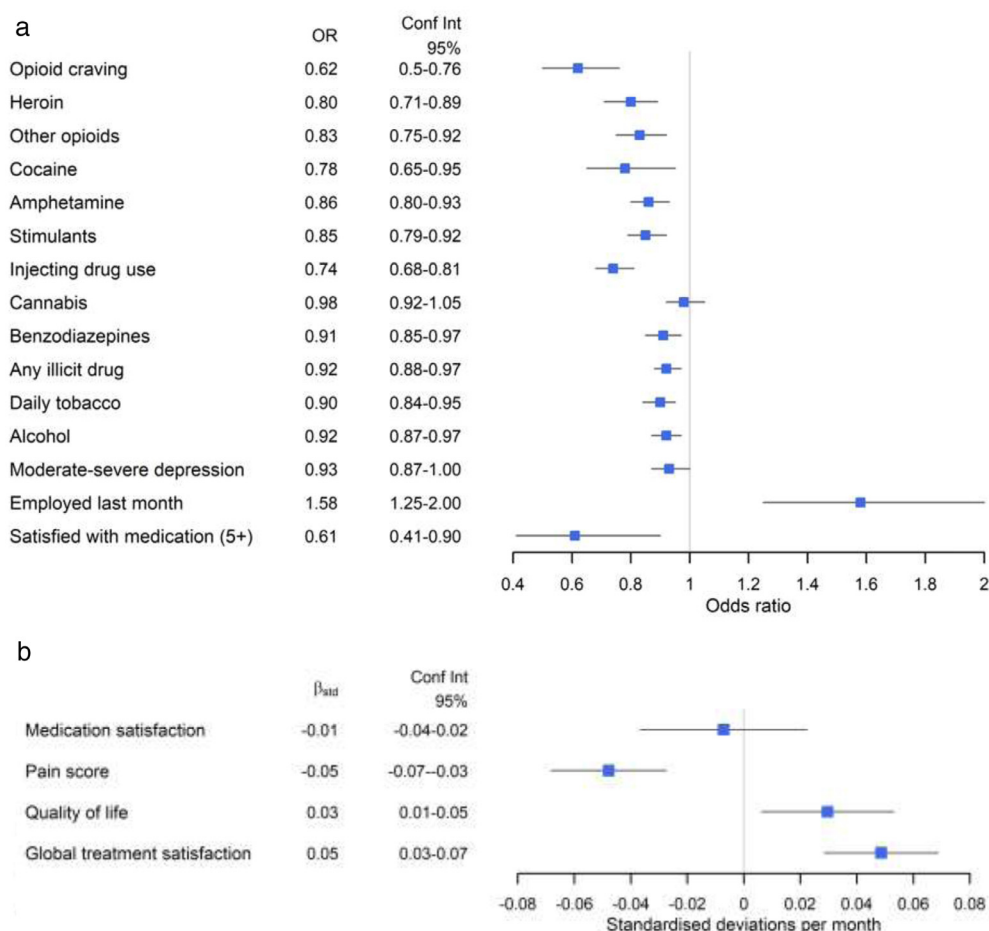 a
OR Conf Int 95%
Opioid craving 0.62 0.5-0.76
Heroin 0.80 0.71-0.89
Other opioids 0.83 0.75-0.92
Cocaine 0.78 0.65-0.95
Amphetamine 0.86 0.80-0.93
Stimulants 0.85 0.79-0.92
Injecting drug use 0.74 0.68-0.81
Cannabis 0.98 0.92-1.05
Benzodiazepines 0.91 0.85-0.97
Any illicit drug 0.92 0.88-0.97
Daily tobacco 0.90 0.84-0.95
Alcohol 0.92 0.87-0.97
Moderate-severe depression 0.93 0.87-1.00
Employed last month 1.58 1.25-2.00
Satisfied with medication (5+) 0.61 0.41-0.90
0.4 0.6 0.8 1 1.2 1.4 1.6 1.8 2
Odds ratio
b
βstd Conf Int 95%
Medication satisfaction -0.01 -0.04-0.02
Pain score -0.05 -0.07--0.03
Quality of life 0.03 0.01-0.05
Global treatment satisfaction 0.05 0.03-0.07
-0.08 -0.06 -0.04 -0.02 0 0.02 0.04 0.06 0.08
Standardised deviations per month